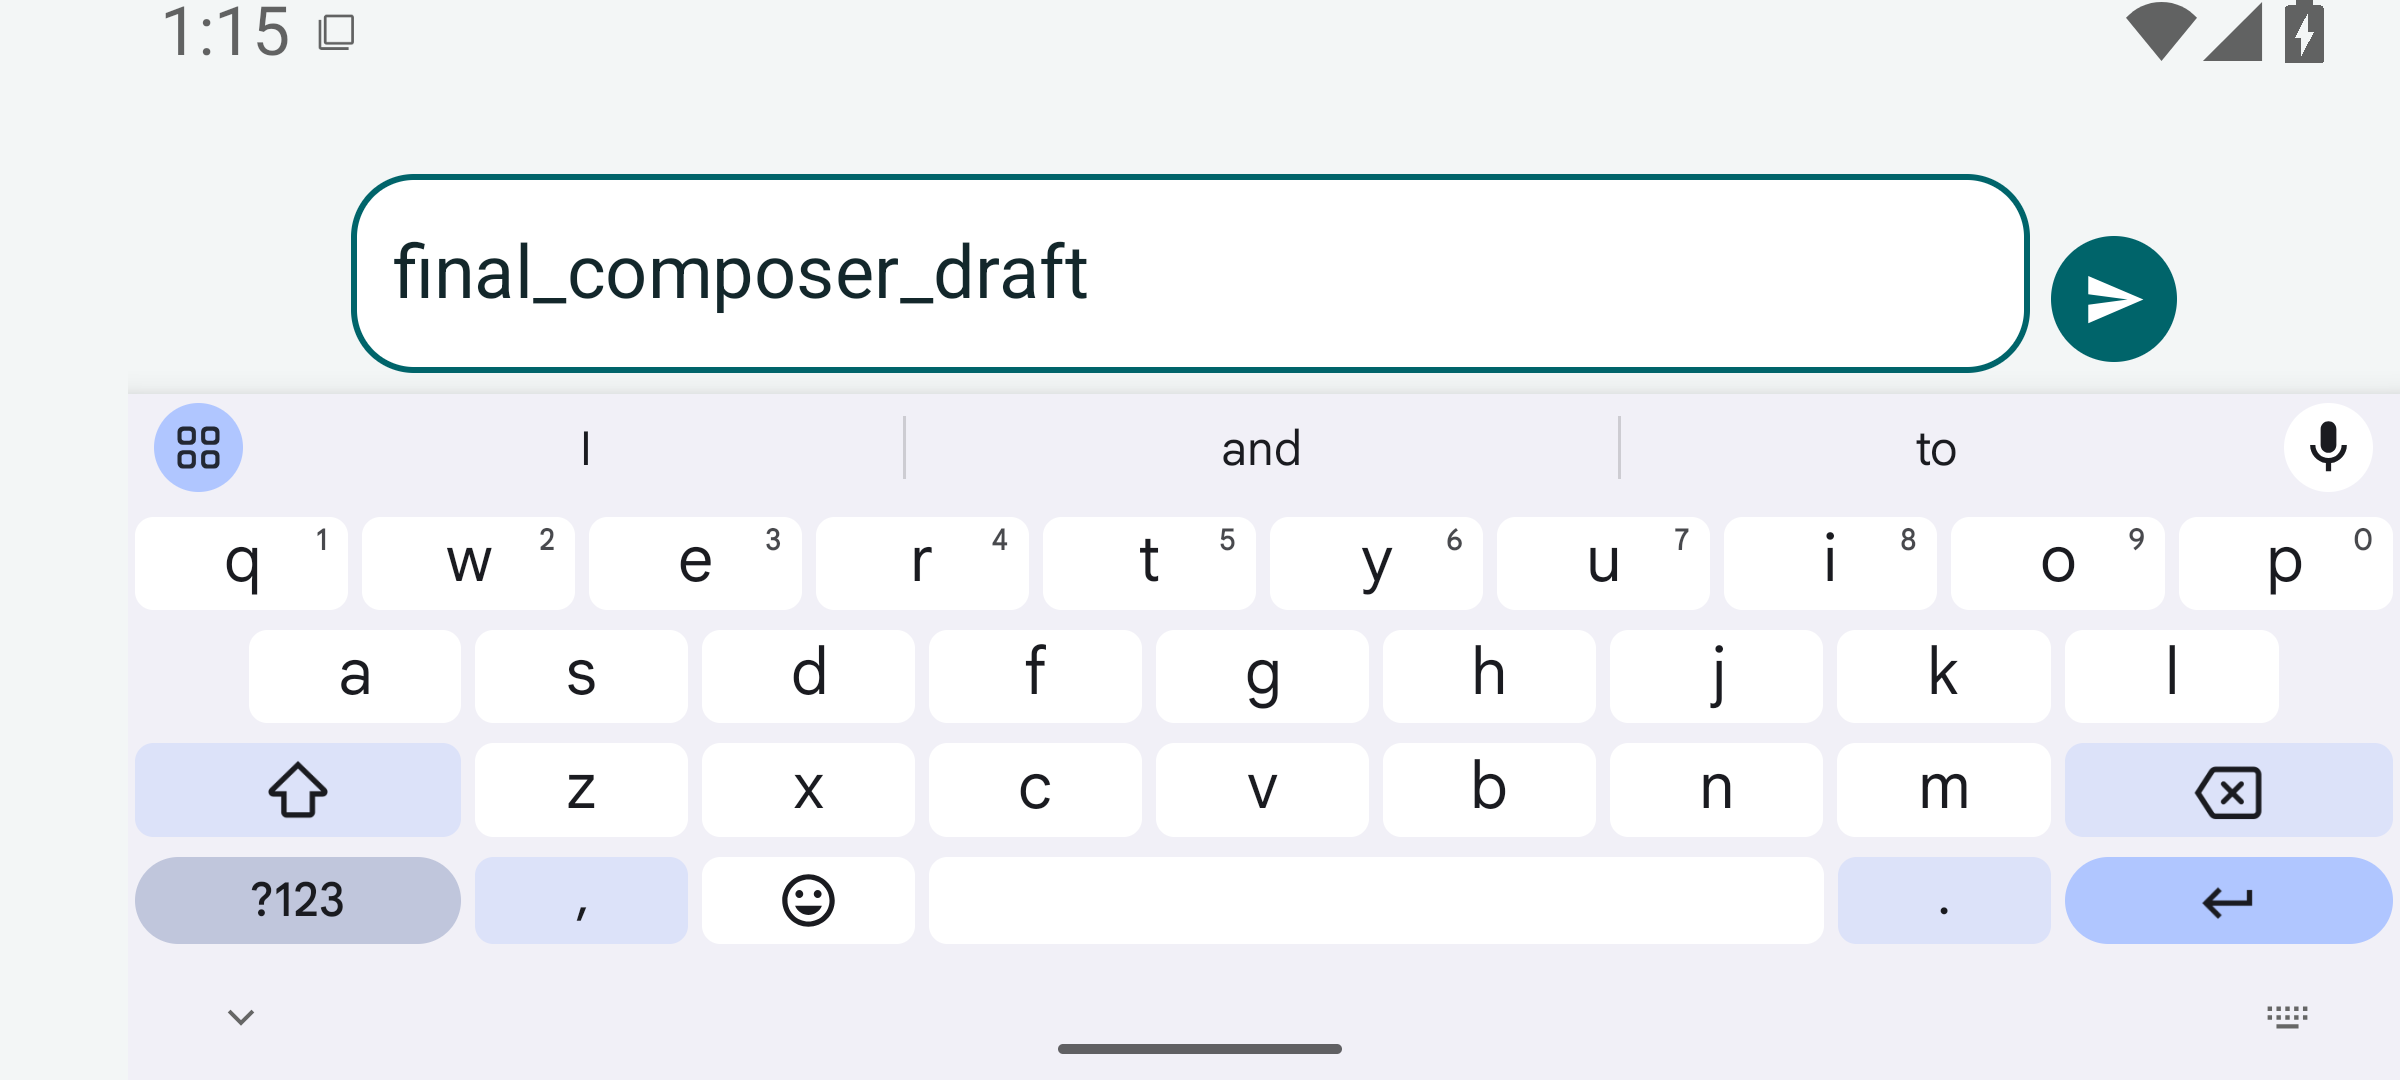 1:15
final_composer_draft
I and to
q 1 w 2 e 3 r 4 t 5 y 6 u 7 i 8 o 9 p 0
a s d f g h j k l
z x c v b n m
?123 , .